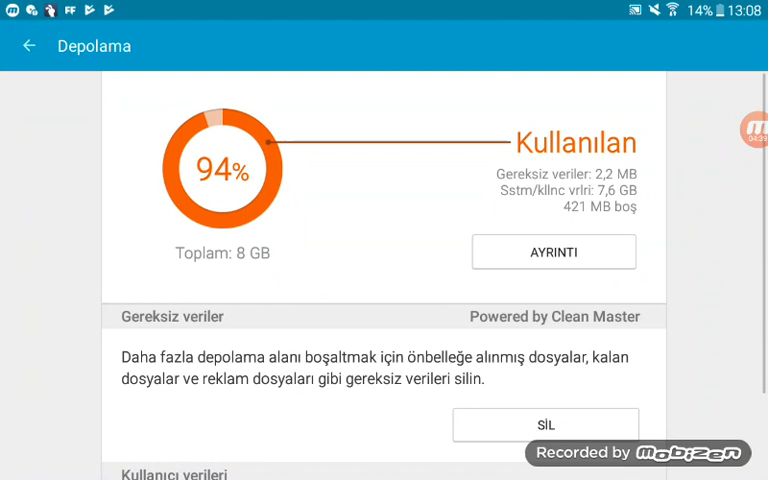 FF 14% 13:08
Depolama
94%
Kullanılan
Gereksiz veriler: 2,2 MB
Sstm/kllnc vrlri: 7,6 GB
421 MB boş
04:39
Toplam: 8 GB
AYRINTI
Gereksiz veriler Powered by Clean Master
Daha fazla depolama alanı boşaltmak için önbelleğe alınmış dosyalar, kalan
dosyalar ve reklam dosyaları gibi gereksiz verileri silin.
SİL
Recorded by mobizen
Kullanıcı verileri